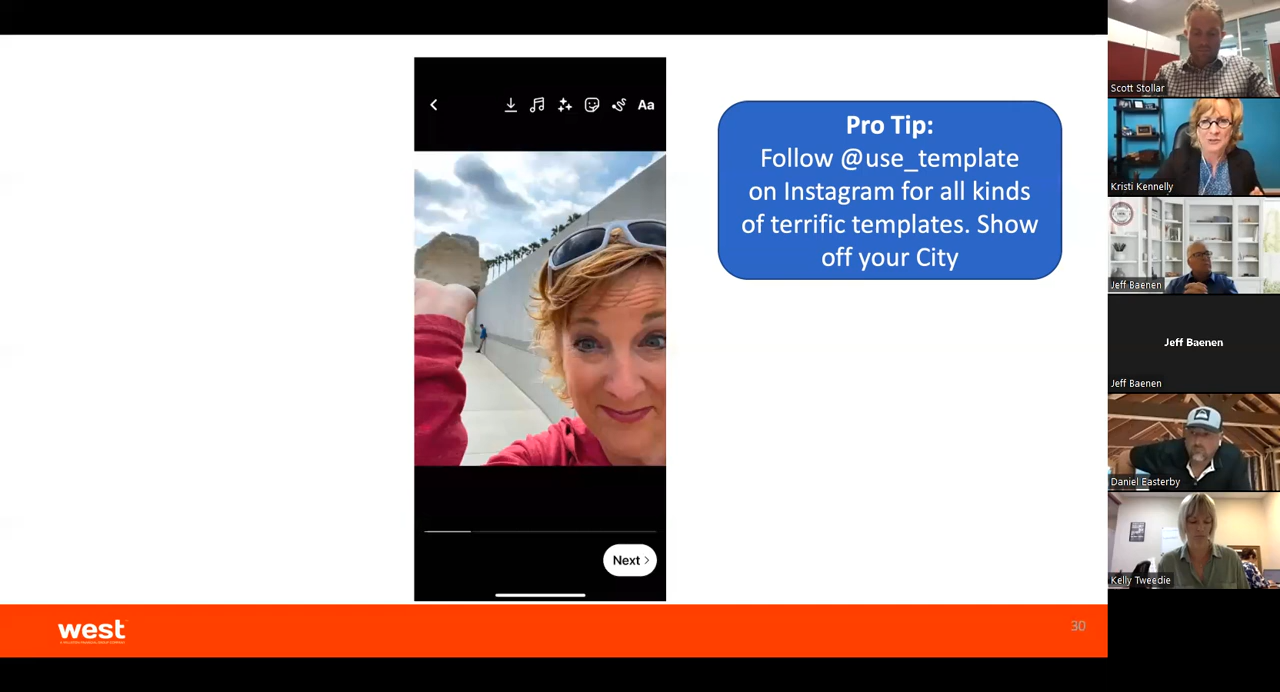 Aa
Pro Tip:
Follow @use_template
on Instagram for all kinds
of terrific templates. Show
off your City
Next
west
30
Scott Stollar
Kristi Kennelly
Jeff Baenen
Jeff Baenen
Jeff Baenen
Daniel Easterby
Kelly Tweedie